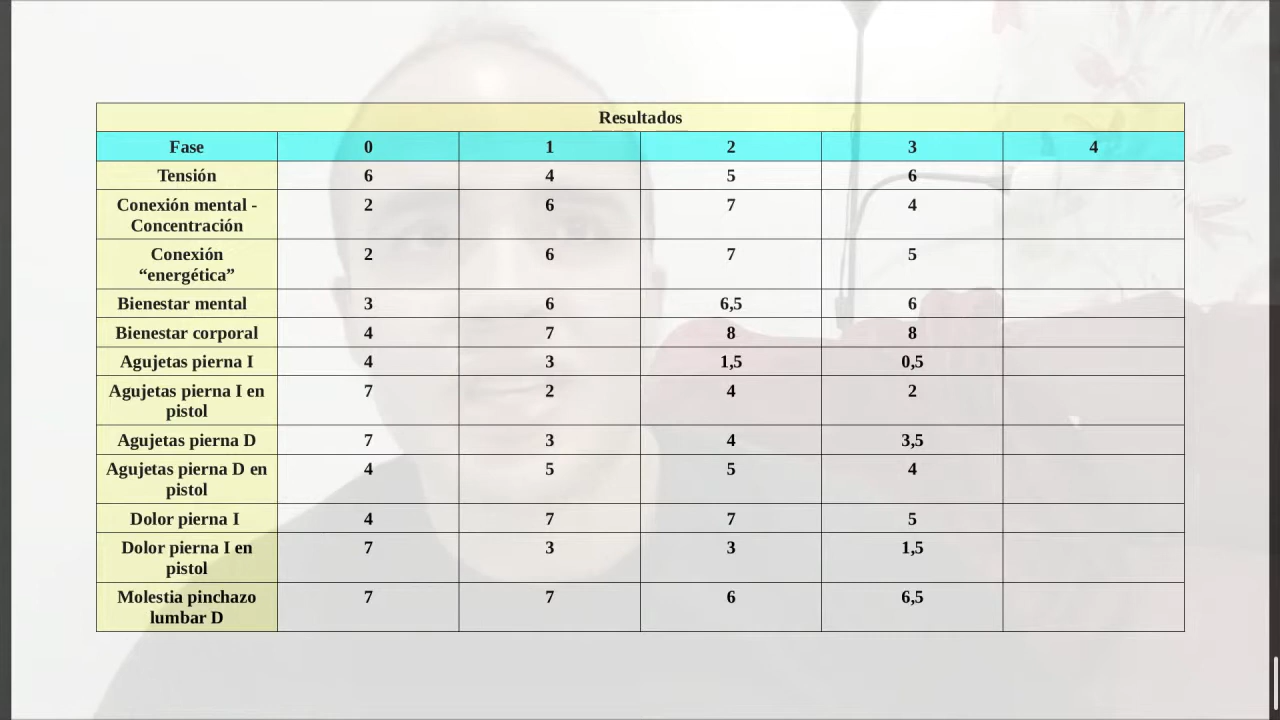 Resultados
Fase 0 1 2 3 4
Tensión 6 4 5 6
Conexión mental - 2 6 7 4
Concentración
Conexión 2 6 7 5
“energética”
Bienestar mental 3 6 6,5 6
Bienestar corporal 4 7 8 8
Agujetas pierna I 4 3 1,5 0,5
Agujetas pierna I en 7 2 4 2
pistol
Agujetas pierna D 7 3 4 3,5
Agujetas pierna D en 4 5 5 4
pistol
Dolor pierna I 4 7 7 5
Dolor pierna I en 7 3 3 1,5
pistol
Molestia pinchazo 7 7 6 6,5
lumbar D